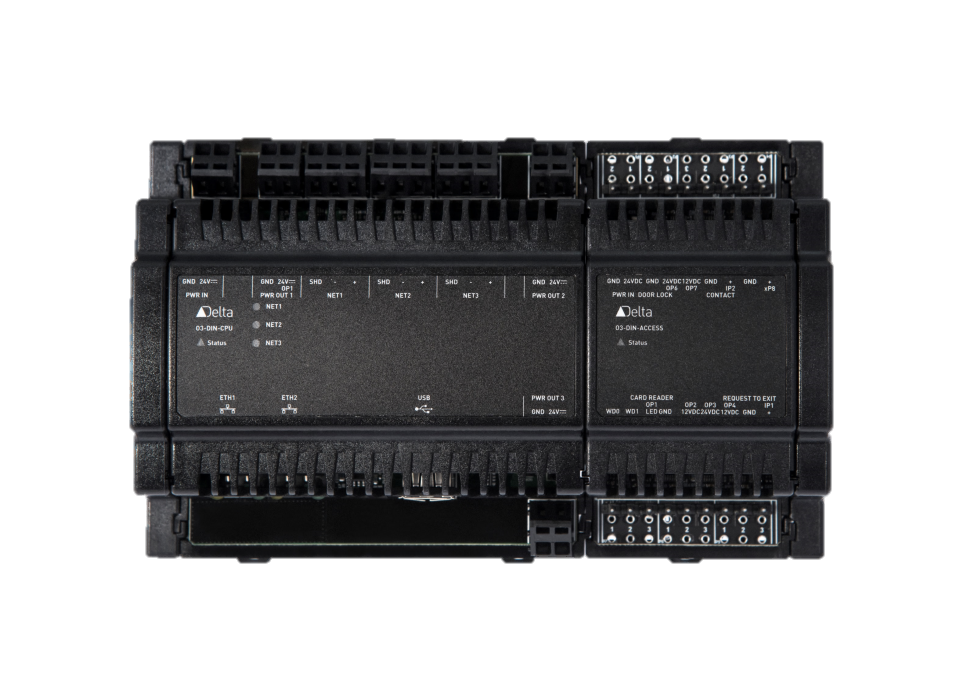 GND 24V
GND 24V
SHD - +
SHD - +
SHD - +
GND 24V
OP1
PWR IN
PWR OUT 1
NET1
NET2
NET3
PWR OUT 2
NET1
Delta
NET2
O3-DIN-CPU
Status
NET3
ETH1
ETH2
USB
PWR OUT 3
GND 24V
GND 24VDC GND 24VDC 12VDC GND + GND +
OP6 OP7 IP2 xP8
PWR IN DOOR LOCK CONTACT
Delta
O3-DIN-ACCESS
Status
CARD READER REQUEST TO EXIT
OP1 OP2 OP3 OP4 IP1
WD0 WD1 LED GND 12VDC 24VDC 12VDC GND +
1 2 3 1 2 3 1 2 3